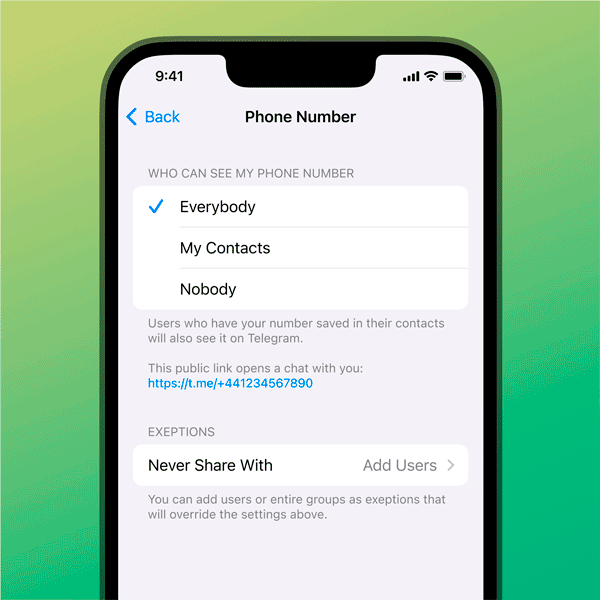 9:41
Back
Phone Number
WHO CAN SEE MY PHONE NUMBER
Everybody
My Contacts
Nobody
Users who have your number saved in their contacts
will also see it on Telegram.
This public link opens a chat with you:
https://t.me/+441234567890
EXEPTIONS
Never Share With
Add Users
You can add users or entire groups as exeptions that
will override the settings above.